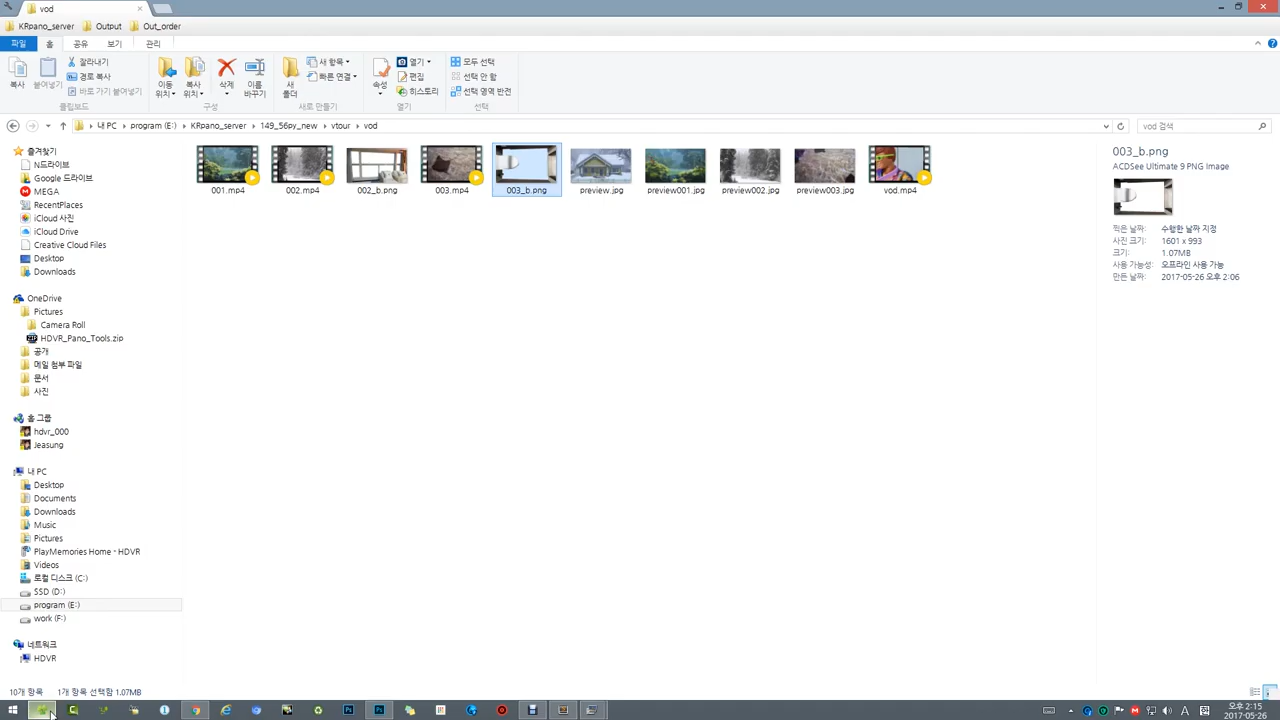 vod
KRpano_server
Output
Out_order
파일
홈
공유
보기
관리
복사
붙여넣기
잘라내기
경로 복사
바로 가기 붙여넣기
클립보드
이동 위치
복사 위치
삭제
이름 바꾸기
구성
새 폴더
새 항목
빠른 연결
새로 만들기
속성
열기
편집
히스토리
열기
모두 선택
선택 안 함
선택 영역 반전
선택
내 PC
program (E:)
KRpano_server
149_56py_new
vtour
vod
vod 검색
즐겨찾기
N드라이브
Google 드라이브
MEGA
RecentPlaces
iCloud 사진
iCloud Drive
Creative Cloud Files
Desktop
Downloads
OneDrive
Pictures
Camera Roll
HDVR_Pano_Tools.zip
공개
메일 첨부 파일
문서
사진
홈 그룹
hdvr_000
Jeasung
내 PC
Desktop
Documents
Downloads
Music
Pictures
PlayMemories Home - HDVR
Videos
로컬 디스크 (C:)
SSD (D:)
program (E:)
work (F:)
네트워크
HDVR
001.mp4
002.mp4
002_b.png
003.mp4
003_b.png
preview.jpg
preview001.jpg
preview002.jpg
preview003.jpg
vod.mp4
003_b.png
ACDSee Ultimate 9 PNG Image
찍은 날짜: 수행한 날짜 지정
사진 크기: 1601 x 993
크기: 1.07MB
사용 가능성: 오프라인 사용 가능
만든 날짜: 2017-05-26 오후 2:06
10개 항목
1개 항목 선택함 1.07MB
오후 2:15
2017-05-26